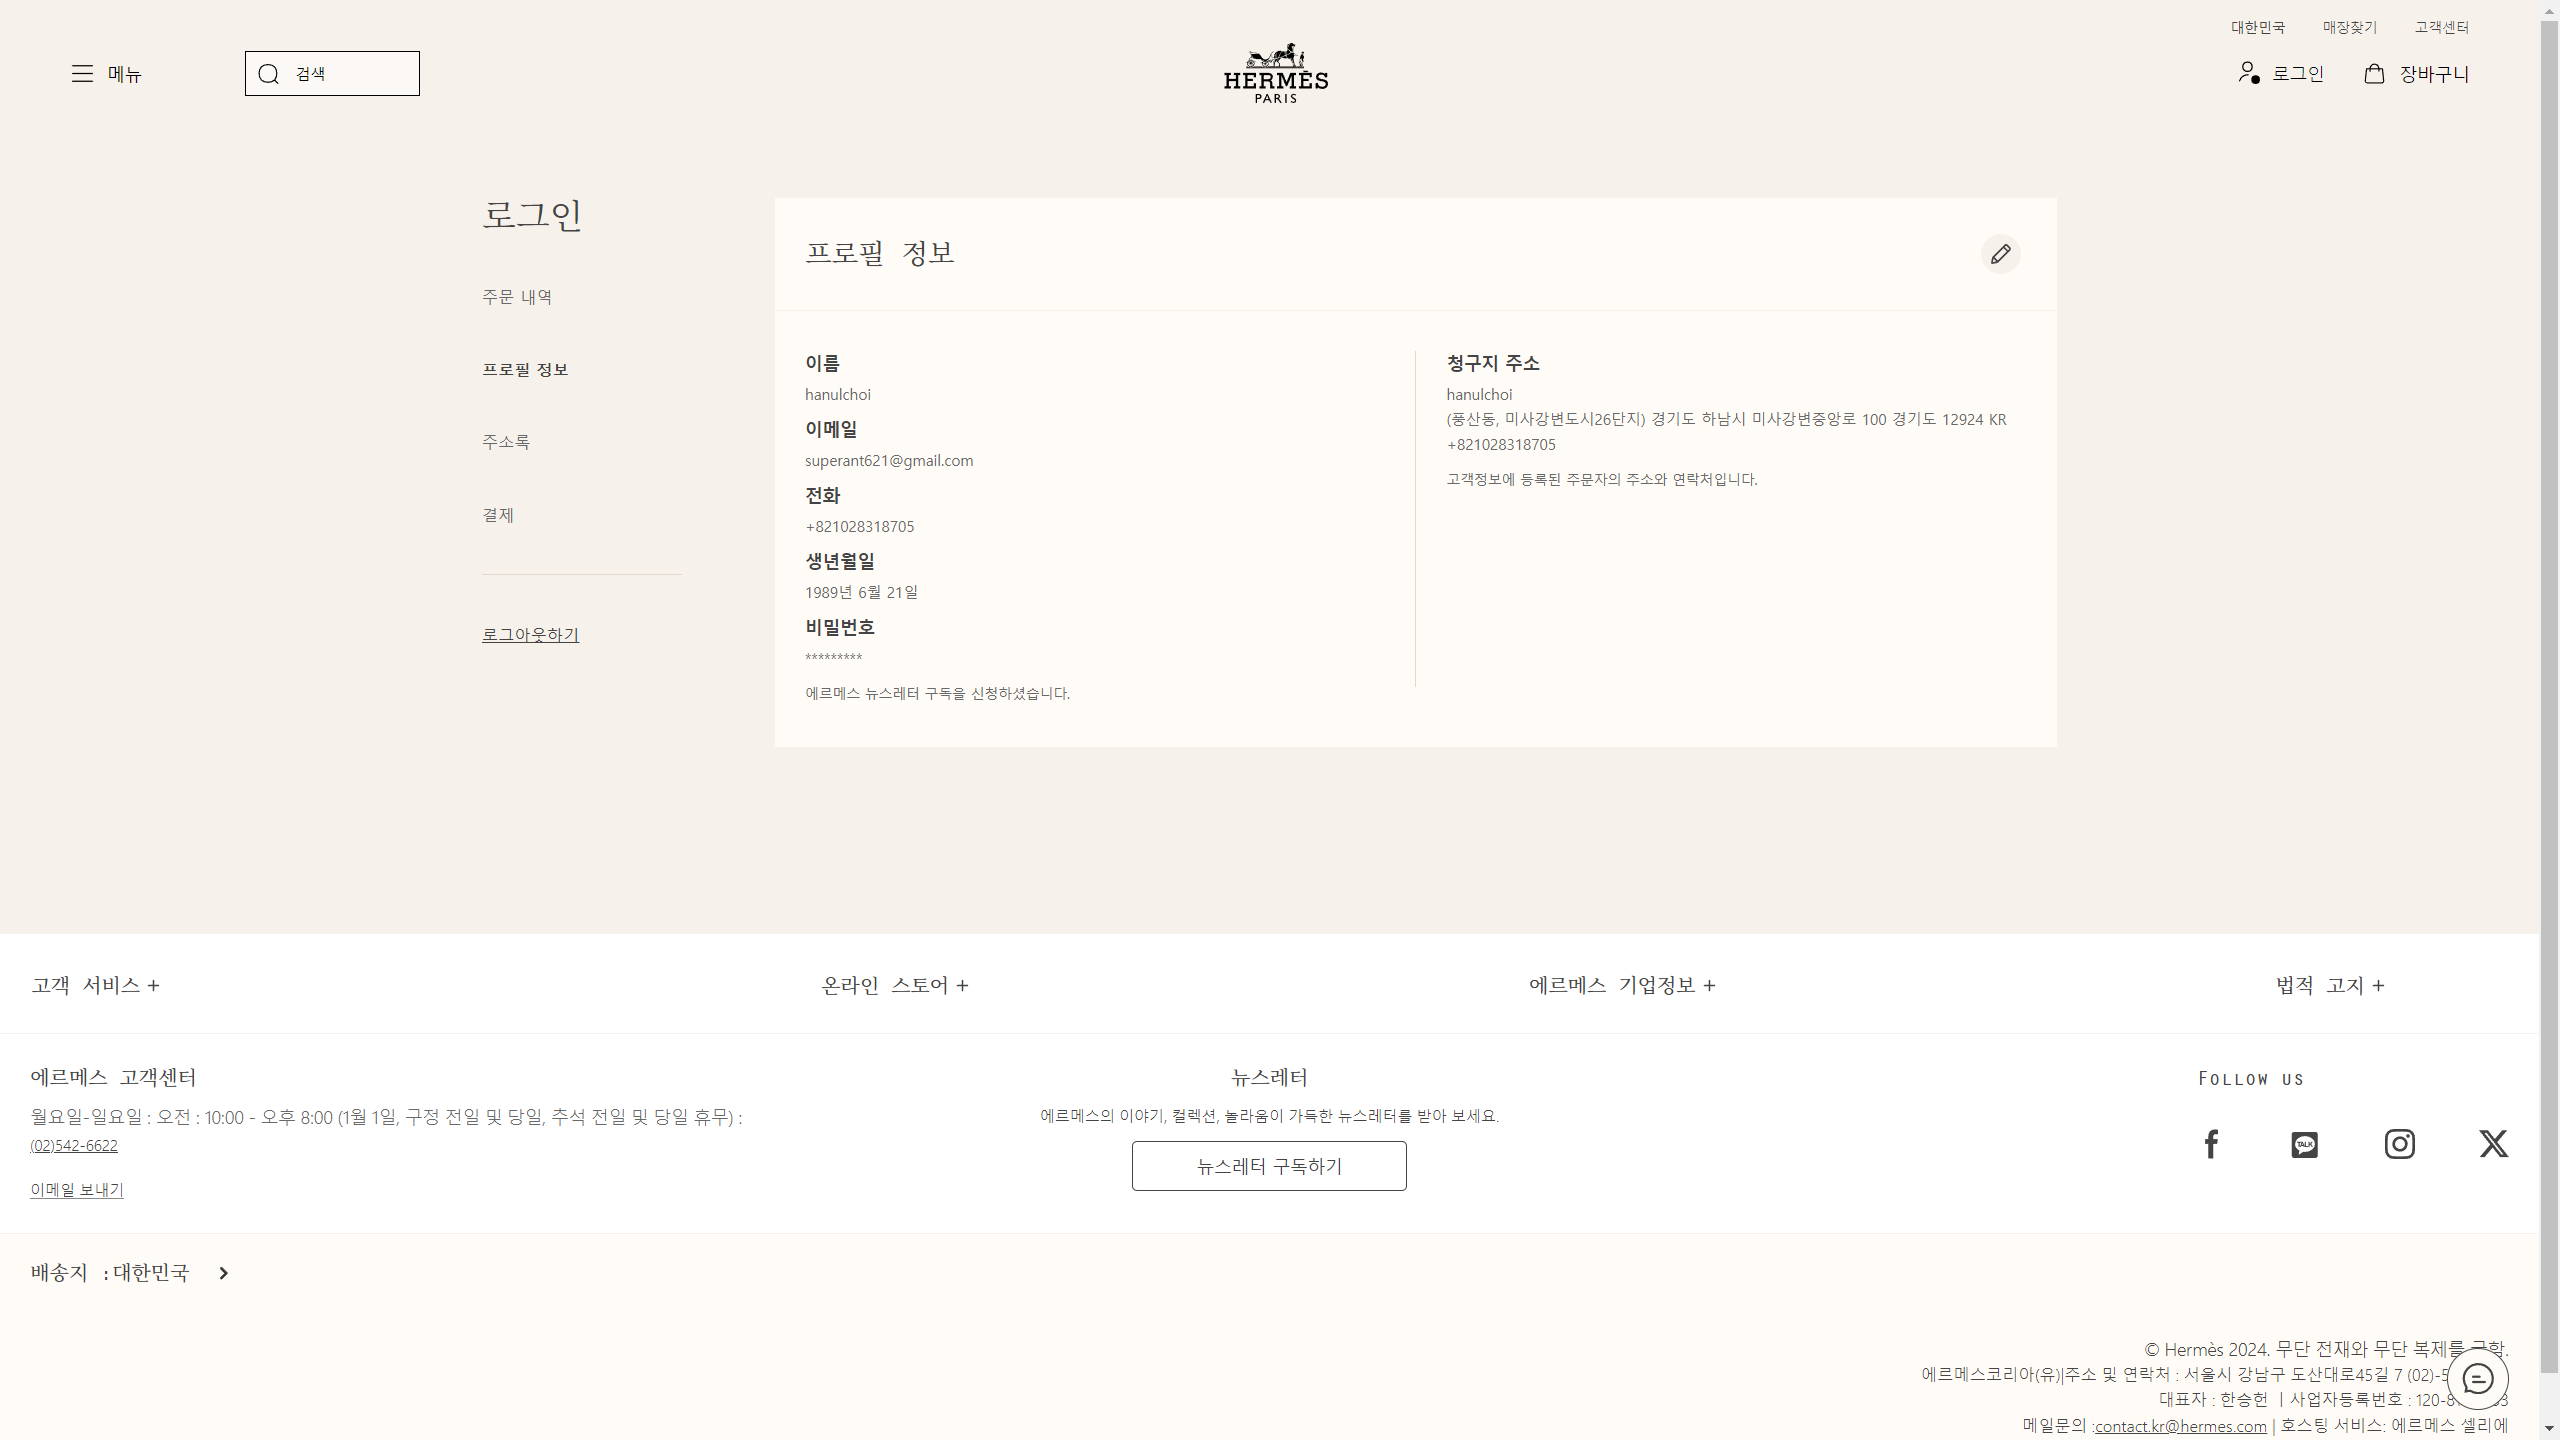 대한민국 매장찾기 고객센터
메뉴 검색 HERMÈS PARIS 로그인 장바구니
로그인
주문 내역
프로필 정보
주소록
결제
로그아웃하기
프로필 정보
이름
hanulchoi
이메일
superant621@gmail.com
전화
+821028318705
생년월일
1989년 6월 21일
비밀번호
*********
에르메스 뉴스레터 구독을 신청하셨습니다.
청구지 주소
hanulchoi
(풍산동, 미사강변도시26단지) 경기도 하남시 미사강변중앙로 100 경기도 12924 KR
+821028318705
고객정보에 등록된 주문자의 주소와 연락처입니다.
고객 서비스 + 온라인 스토어 + 에르메스 기업정보 + 법적 고지 +
에르메스 고객센터
월요일-일요일 : 오전 : 10:00 - 오후 8:00 (1월 1일, 구정 전일 및 당일, 추석 전일 및 당일 휴무) :
(02)542-6622
이메일 보내기
뉴스레터
에르메스의 이야기, 컬렉션, 놀라움이 가득한 뉴스레터를 받아 보세요.
뉴스레터 구독하기
Follow us
TALK
배송지 :대한민국
© Hermès 2024. 무단 전재와 무단 복제를 금함.
에르메스코리아(유)|주소 및 연락처 : 서울시 강남구 도산대로45길 7
대표자 : 한승헌 | 사업자등록번호 :
메일문의 :contact.kr@hermes.com | 호스팅 서비스: 에르메스 셀리에